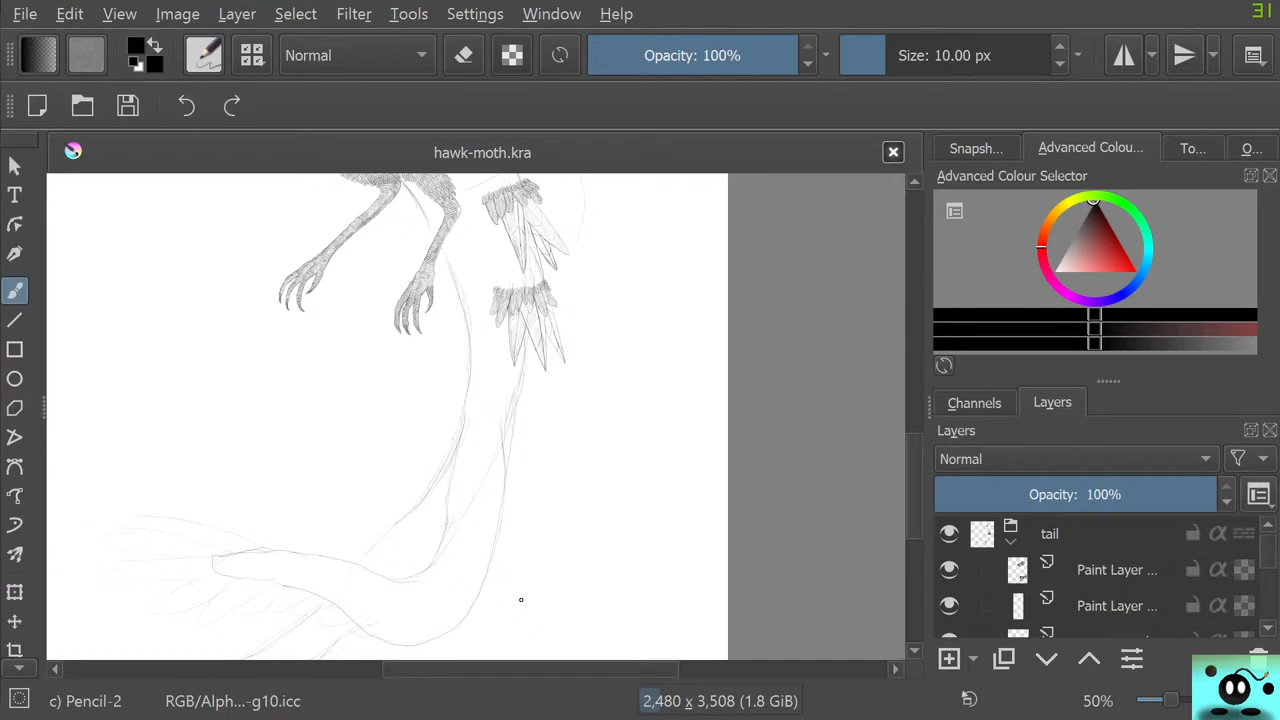 File Edit View Image Layer Select Filter Tools Settings Window Help 31
Normal Opacity: 100% Size: 10.00 px
hawk-moth.kra
Snapsh... Advanced Colou... To... O...
Advanced Colour Selector
Channels Layers
Layers
Normal
Opacity: 100%
tail
Paint Layer ...
Paint Layer ...
c) Pencil-2 RGB/Alph...-g10.icc 2,480 x 3,508 (1.8 GiB) 50%